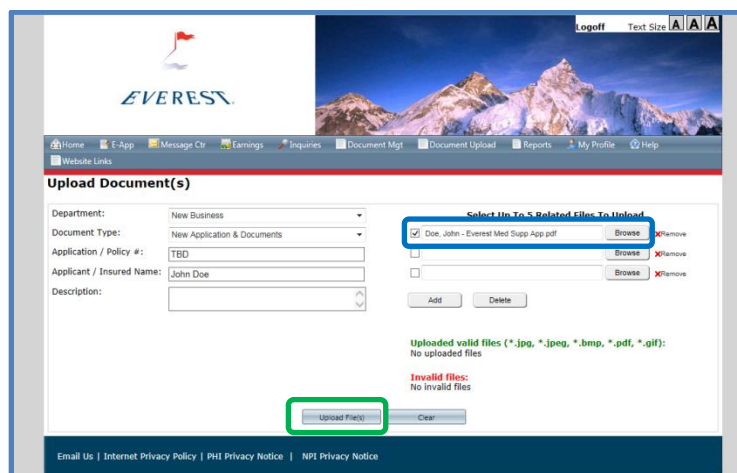 Logoff Text Size A A A
EVEREST.
Home E-App Message Ctr Earnings Inquiries Document Mgt Document Upload Reports My Profile Help
Website Links
Upload Document(s)
Department: New Business
Select Up To 5 Related Files To Upload
Document Type: New Application & Documents
Doe, John - Everest Med Supp App.pdf Browse Remove
Application / Policy #: TBD
Browse Remove
Applicant / Insured Name: John Doe
Browse Remove
Description:
Add Delete
Uploaded valid files (*.jpg, *.jpeg, *.bmp, *.pdf, *.gif):
No uploaded files
Invalid files:
No invalid files
Upload File(s) Clear
Email Us | Internet Privacy Policy | PHI Privacy Notice | NPI Privacy Notice